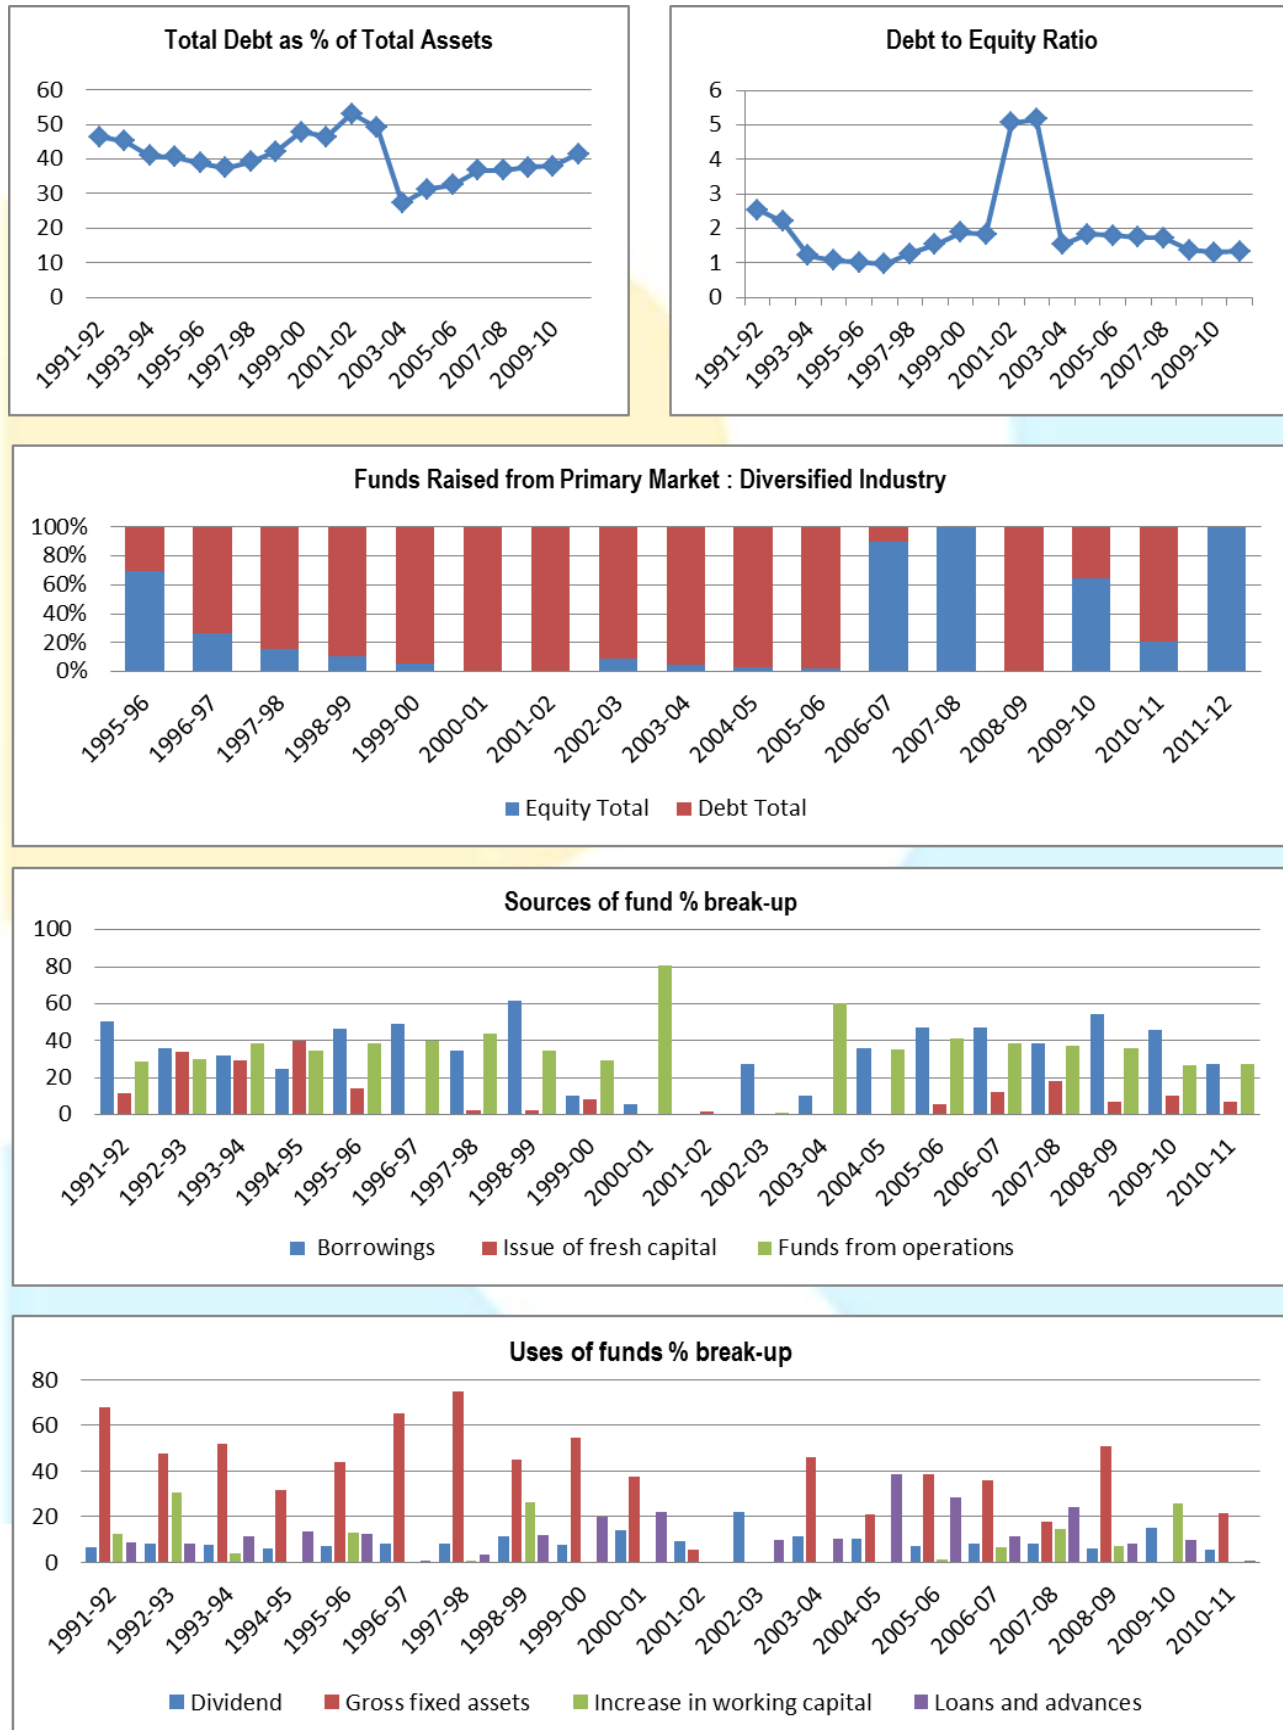 Total Debt as % of Total Assets
60
50
40
30
20
10
0
1991-92 1993-94 1995-96 1997-98 1999-00 2001-02 2003-04 2005-06 2007-08 2009-10
Debt to Equity Ratio
6
5
4
3
2
1
0
1991-92 1993-94 1995-96 1997-98 1999-00 2001-02 2003-04 2005-06 2007-08 2009-10
Funds Raised from Primary Market : Diversified Industry
100%
80%
60%
40%
20%
0%
1995-96 1996-97 1997-98 1998-99 1999-00 2000-01 2001-02 2002-03 2003-04 2004-05 2005-06 2006-07 2007-08 2008-09 2009-10 2010-11 2011-12
Equity Total Debt Total
Sources of fund % break-up
100
80
60
40
20
0
1991-92 1992-93 1993-94 1994-95 1995-96 1996-97 1997-98 1998-99 1999-00 2000-01 2001-02 2002-03 2003-04 2004-05 2005-06 2006-07 2007-08 2008-09 2009-10 2010-11
Borrowings Issue of fresh capital Funds from operations
Uses of funds % break-up
80
60
40
20
0
1991-92 1992-93 1993-94 1994-95 1995-96 1996-97 1997-98 1998-99 1999-00 2000-01 2001-02 2002-03 2003-04 2004-05 2005-06 2006-07 2007-08 2008-09 2009-10 2010-11
Dividend Gross fixed assets Increase in working capital Loans and advances